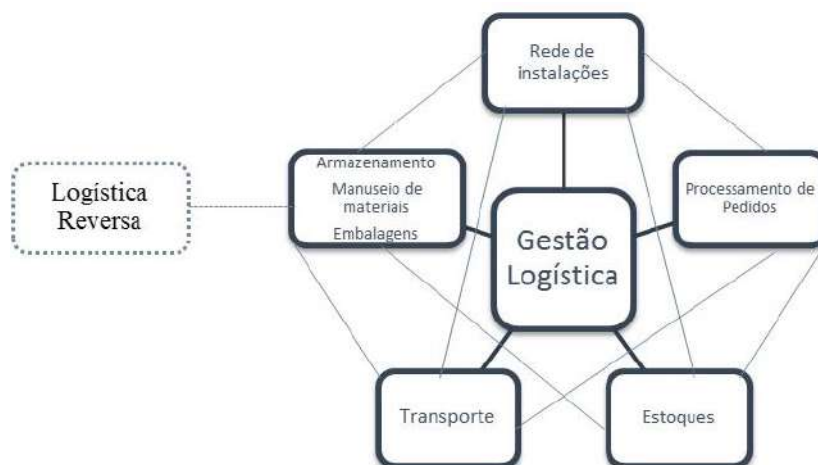 Rede de
instalações
Armazenamento
Manuseio de
materiais
Embalagens
Processamento de
Pedidos
Logística
Reversa
Gestão
Logística
Transporte
Estoques